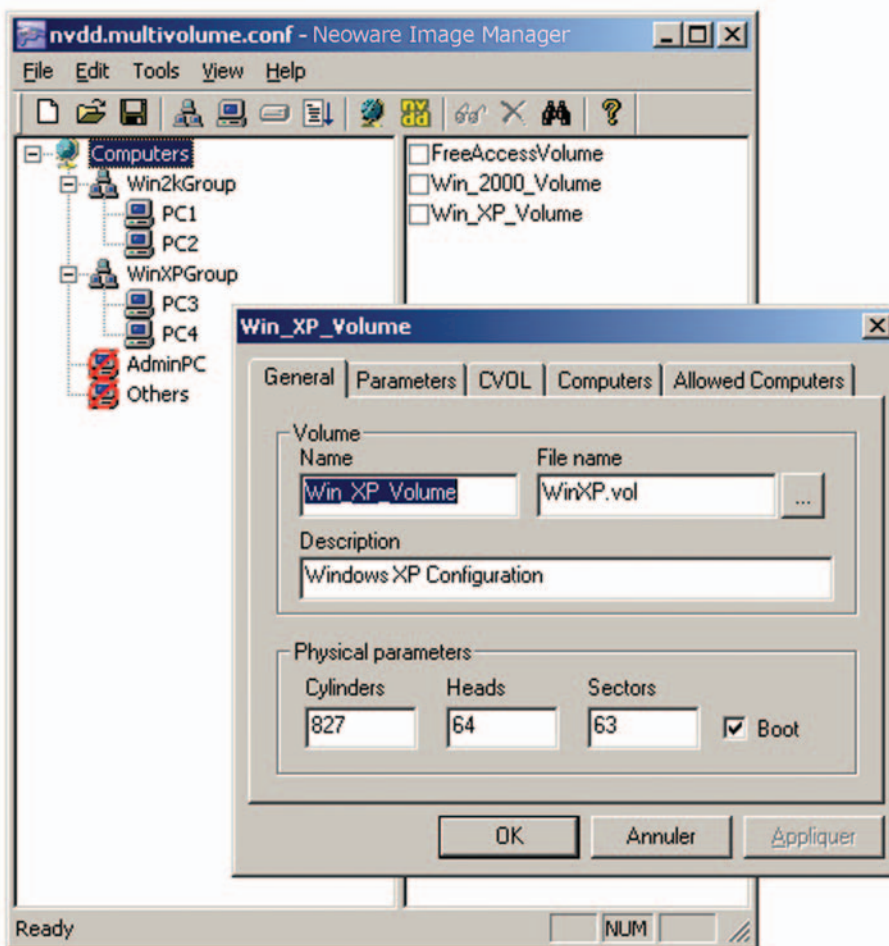 nvdd.multivolume.conf - Neoware Image Manager
File Edit Tools View Help
Computers
Win2kGroup
PC1
PC2
WinXPGroup
PC3
PC4
AdminPC
Others
FreeAccessVolume
Win_2000_Volume
Win_XP_Volume
Win_XP_Volume
General Parameters CVOL Computers Allowed Computers
Volume
Name File name
Win_XP_Volume WinXP.vol ...
Description
Windows XP Configuration
Physical parameters
Cylinders Heads Sectors
827 64 63 Boot
OK Annuler Appliquer
Ready NUM